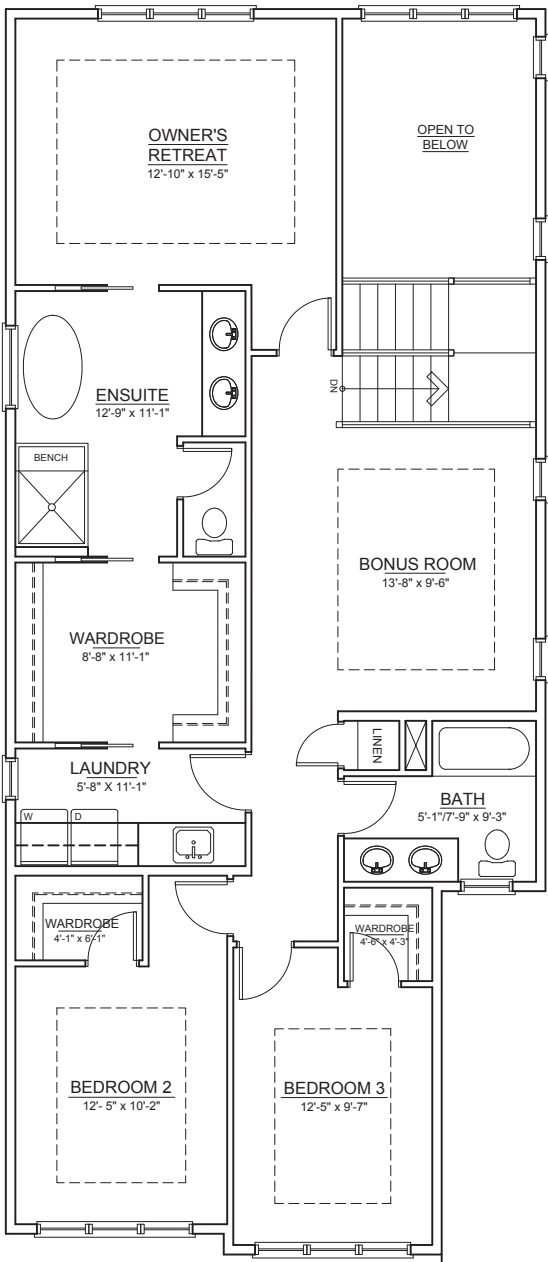 OWNER'S
RETREAT
12'-10" x 15'-5"
OPEN TO
BELOW
ENSUITE
12'-9" x 11'-1"
DN
BENCH
BONUS ROOM
13'-8" x 9'-6"
WARDROBE
8'-8" x 11'-1"
LINEN
LAUNDRY
5'-8" X 11'-1"
W
D
BATH
5'-1"/7'-9" x 9'-3"
WARDROBE
4'-1" x 6'-1"
WARDROBE
4'-6" x 4'-3"
BEDROOM 2
12'- 5" x 10'-2"
BEDROOM 3
12'-5" x 9'-7"